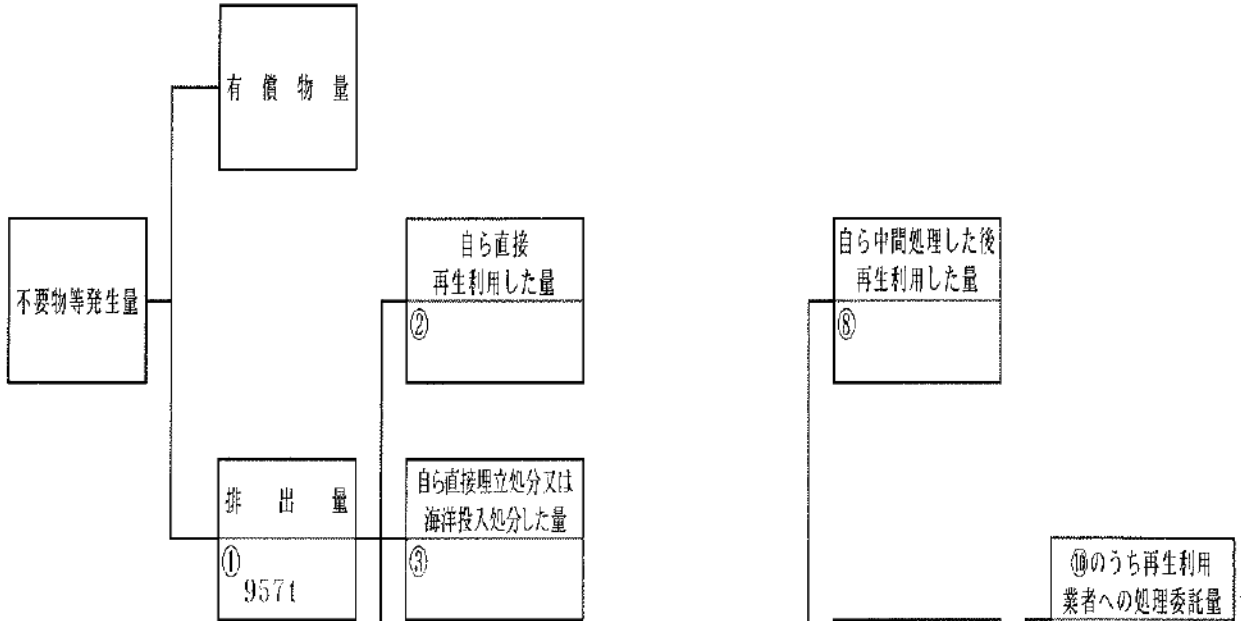 有償物量
不要物等発生量
自ら直接
再生利用した量
②
自ら中間処理した後
再生利用した量
⑧
排出量
①
957t
自ら直接埋立処分又は
海洋投入処分した量
③
⑩のうち再生利用
業者への処理委託量